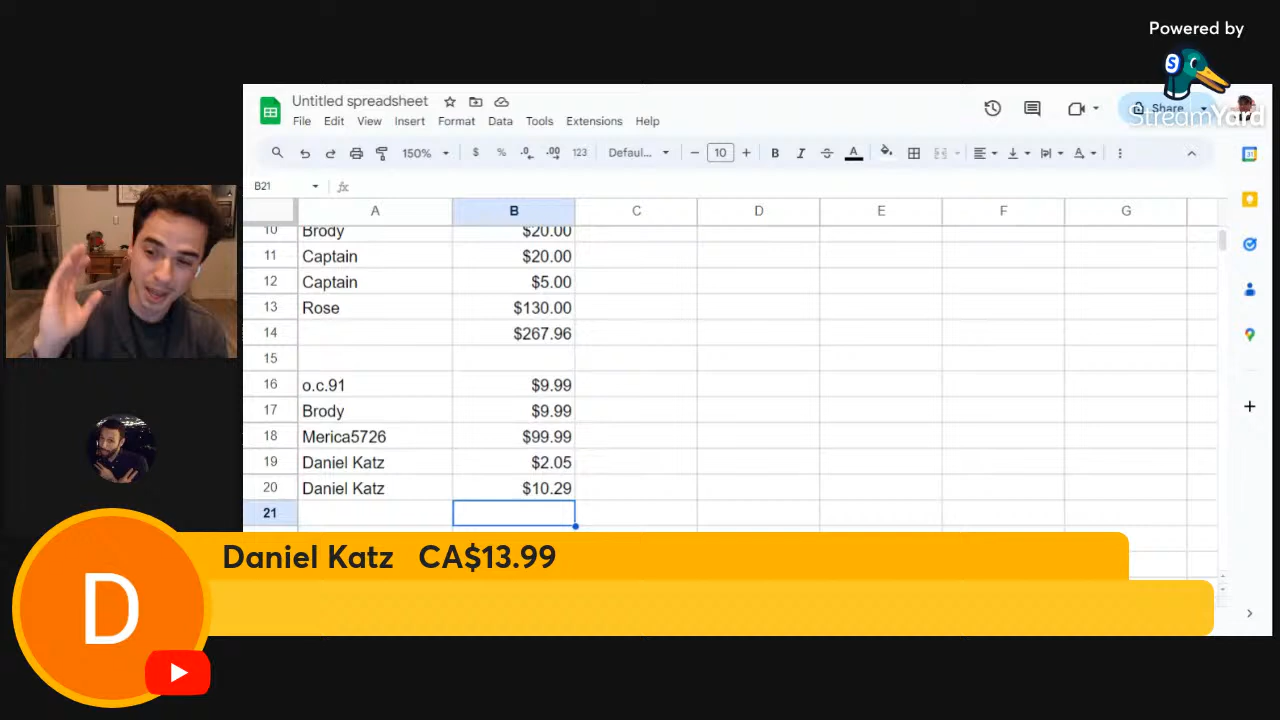 Powered by
StreamYard
Untitled spreadsheet
Share
File Edit View Insert Format Data Tools Extensions Help
150% $ % .0 .00 123 Defaul... 10 B I A
B21 fx
A B C D E F G
10 Brody $20.00
11 Captain $20.00
12 Captain $5.00
13 Rose $130.00
14 $267.96
15
16 o.c.91 $9.99
17 Brody $9.99
18 Merica5726 $99.99
19 Daniel Katz $2.05
20 Daniel Katz $10.29
21
Daniel Katz CA$13.99
D